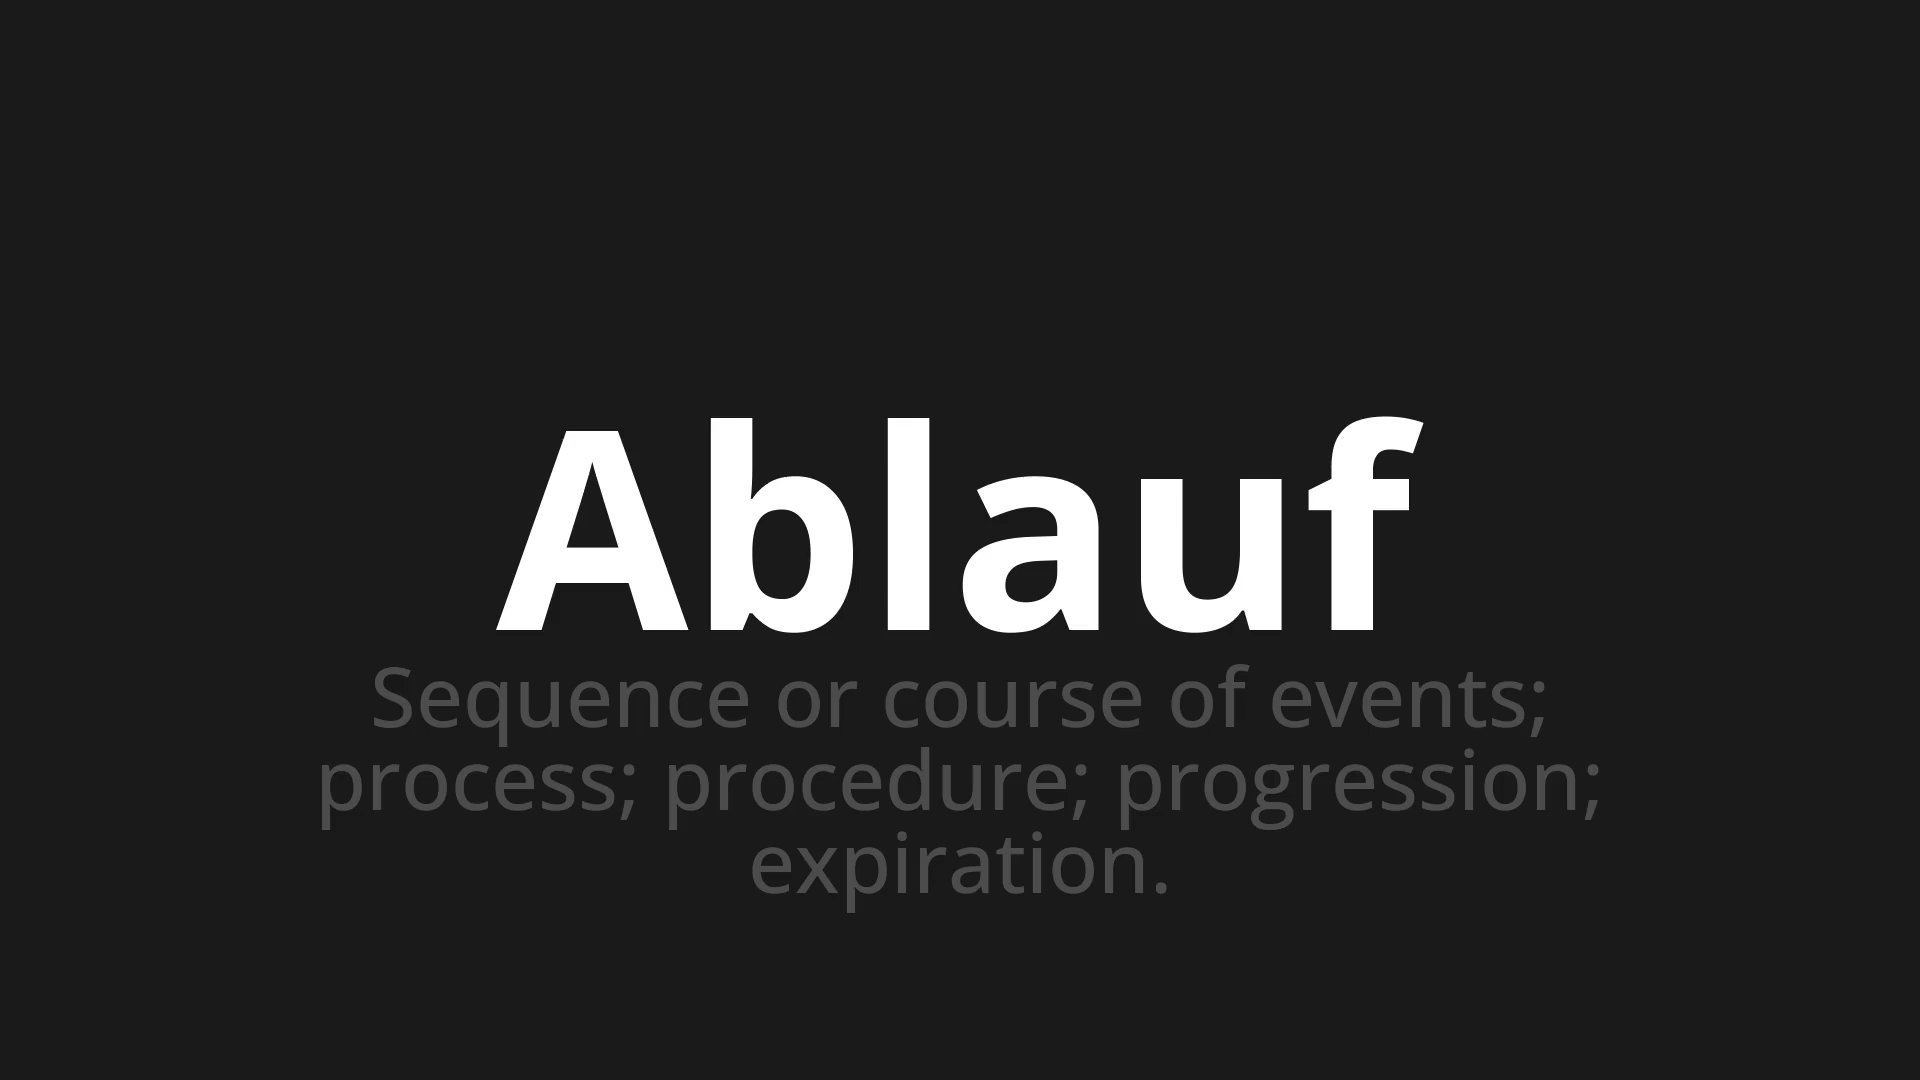 Ablauf
Sequence or course of events;
process; procedure; progression;
expiration.